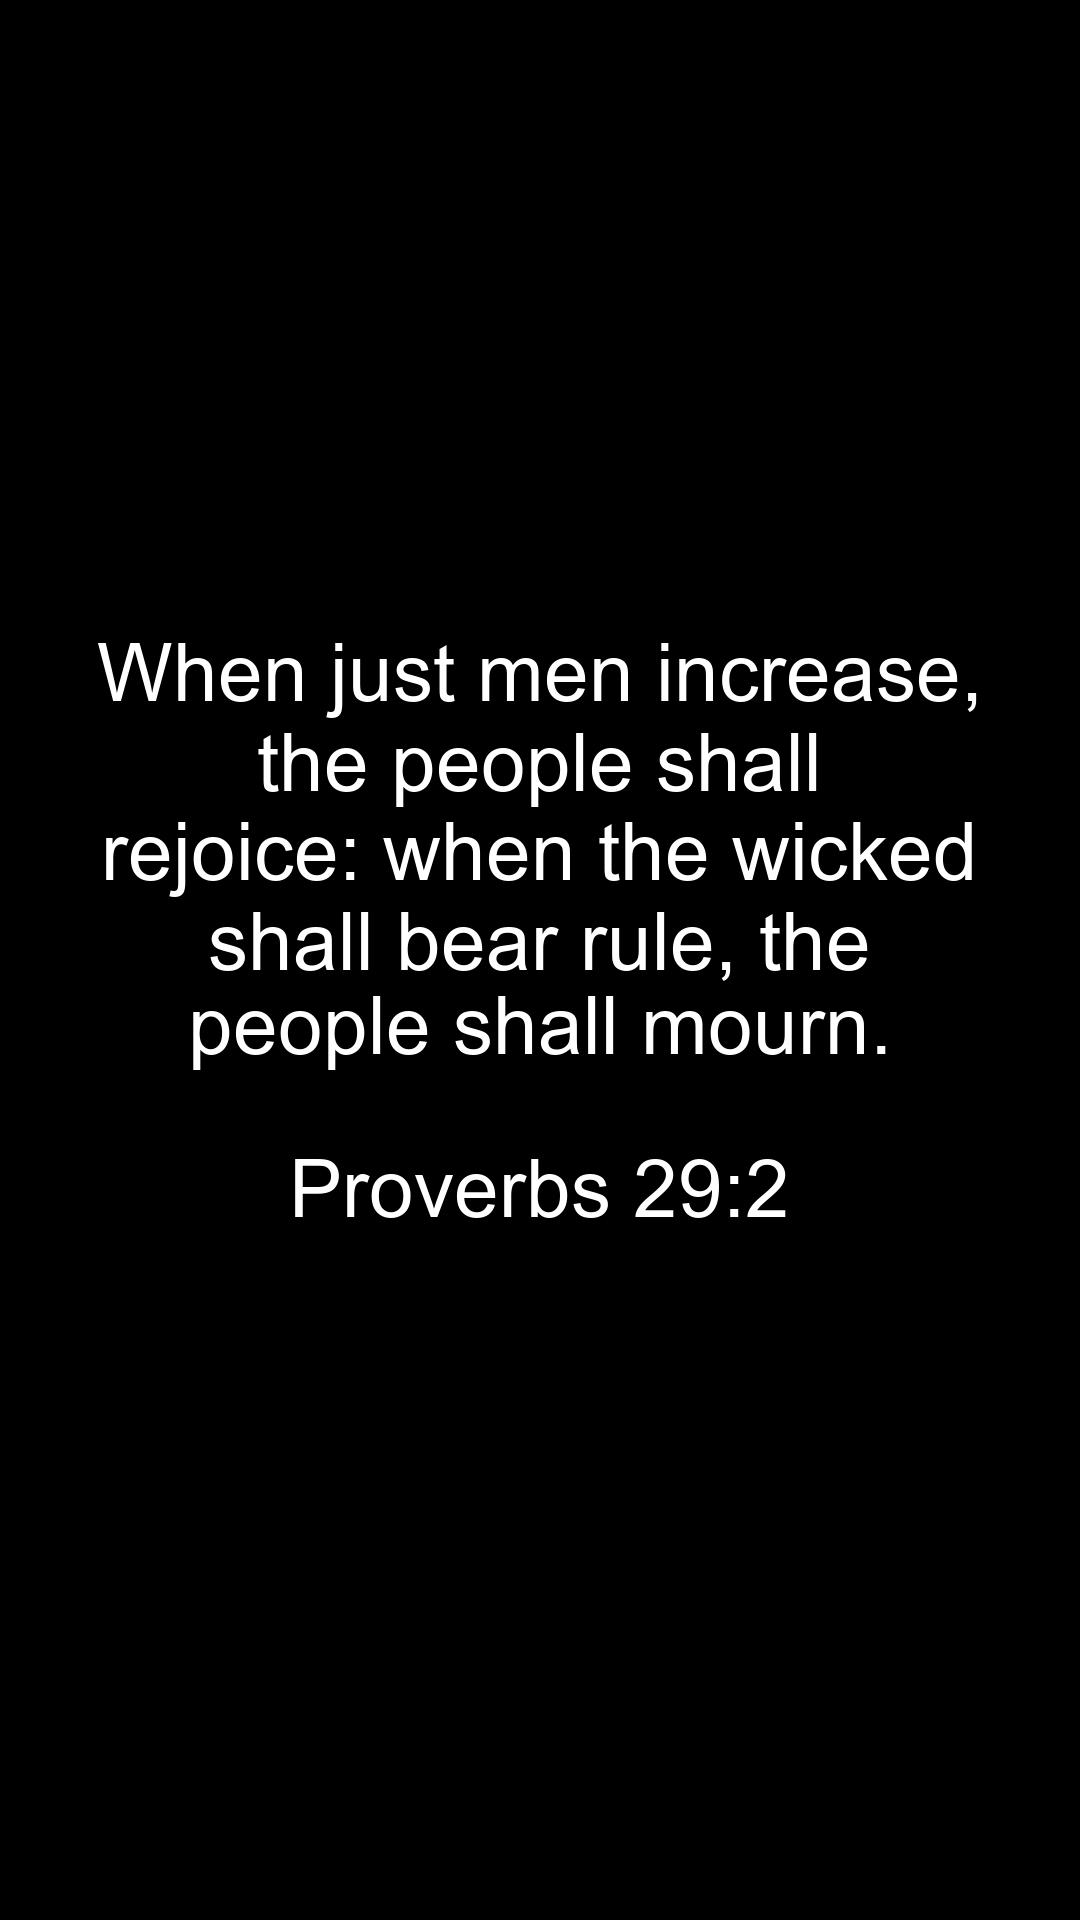 When just men increase,
the people shall
rejoice: when the wicked
shall bear rule, the
people shall mourn.
Proverbs 29:2